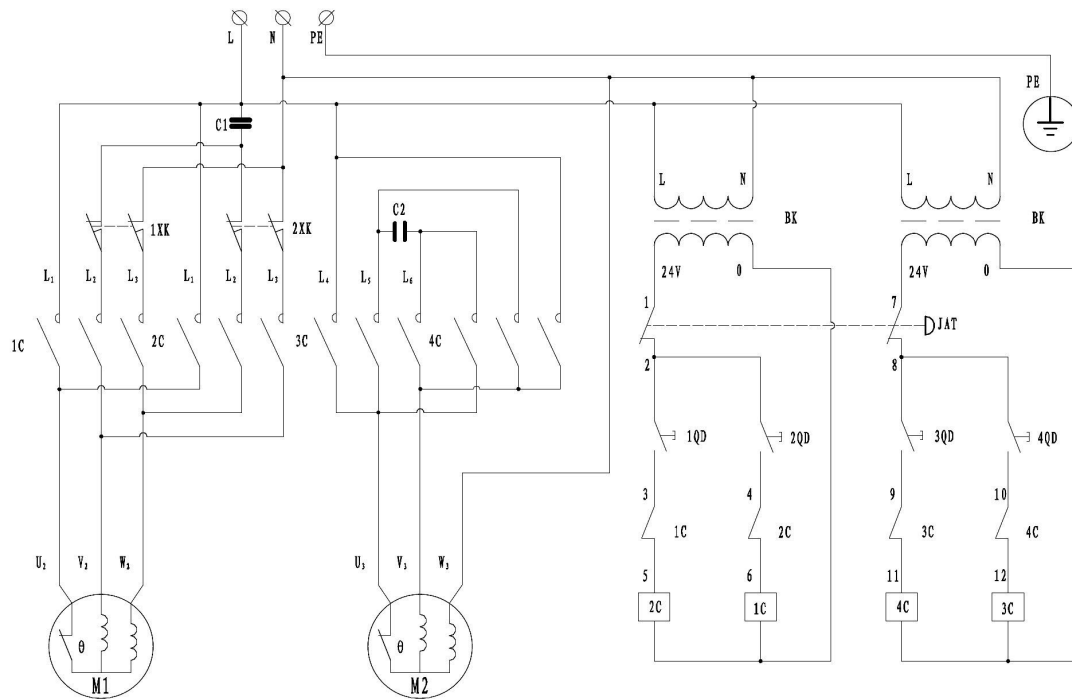 L N PE
PE
C1
L N BK L N BK
C2
1XK 2XK
24V 0 24V 0
L₁ L₂ L₃ L₁ L₂ L₃ L₄ L₅ L₆
1 7
1C 2C 3C 4C JAT
2 8
1QD 2QD 3QD 4QD
3 4 9 10
1C 2C 3C 4C
U₂ V₂ W₂ U₃ V₃ W₃
5 6 11 12
2C 1C 4C 3C
θ θ
M1 M2